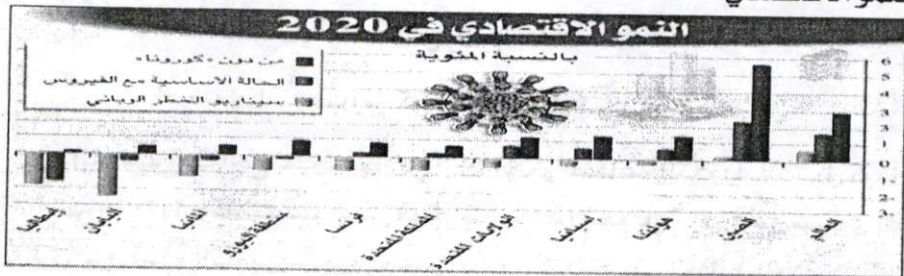 النمو الاقتصادي في 2020
بالنسبة المئوية
من دون «كورونا»
الحالة الأساسية مع الفيروس
سيناريو الخطر الوبائي
6
5
4
3
2
1
0
1-
2-
3-
العالم
الصين
هولندا
إسبانيا
الولايات المتحدة
المملكة المتحدة
فرنسا
منطقة اليورو
ألمانيا
اليابان
إيطاليا